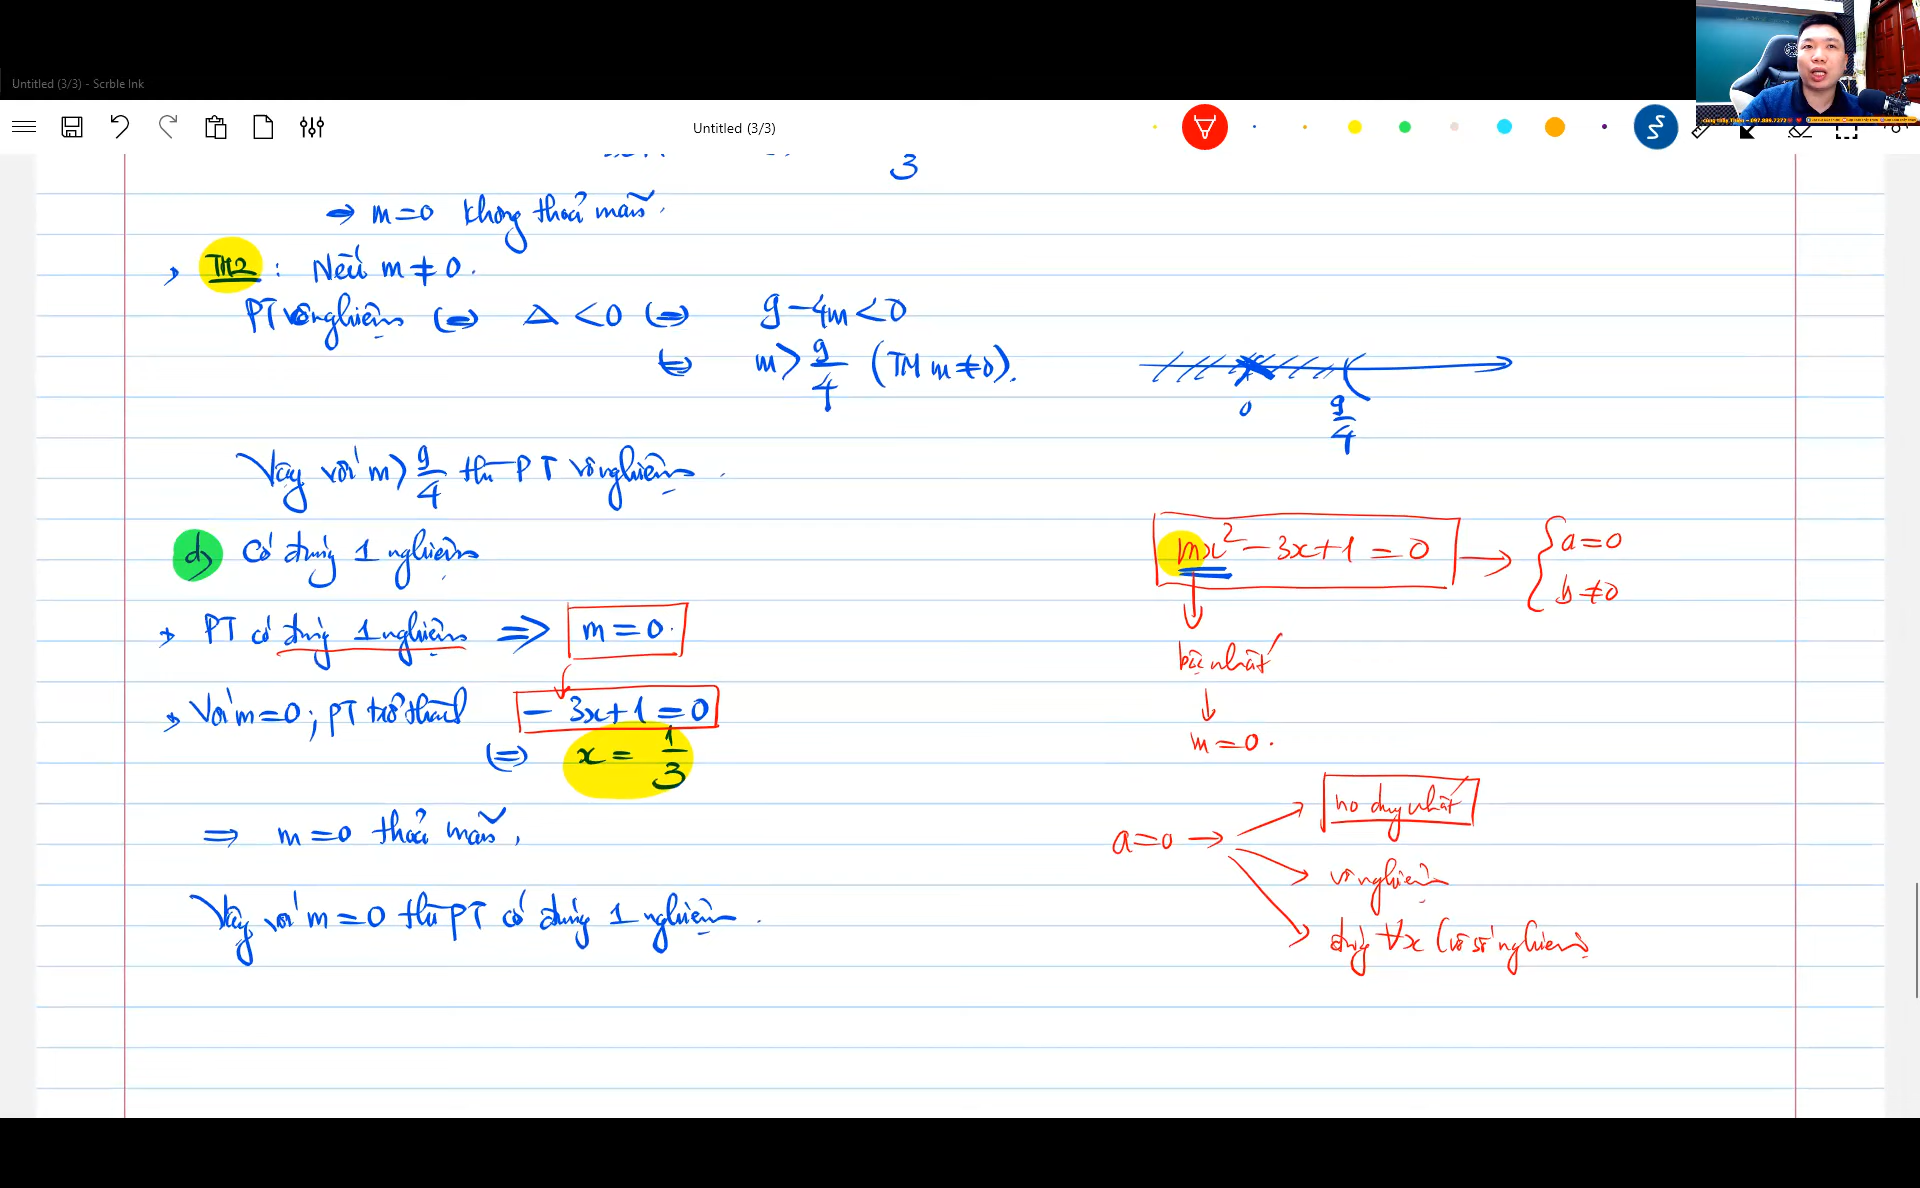 Untitled (3/3) - Scrble Ink
Untitled (3/3)
3
→ m=0 không thoả mãn.
TH2 : Nếu m≠0.
PT vô nghiệm ⇔ Δ<0 ⇔ 9-4m<0
⇔ m>9/4 (TM m≠0).
0 9/4
Vậy với m>9/4 thì PT vô nghiệm.
d) Có đúng 1 nghiệm
mx²-3x+1=0 → { a=0
b≠0
PT có đúng 1 nghiệm ⇒ m=0.
bậc nhất
Với m=0; PT trở thành -3x+1=0
m=0.
⇔ x=1/3
⇒ m=0 thoả mãn.
a=0 → no duy nhất
vô nghiệm
đúng ∀x (vô số nghiệm)
Vậy với m=0 thì PT có đúng 1 nghiệm.